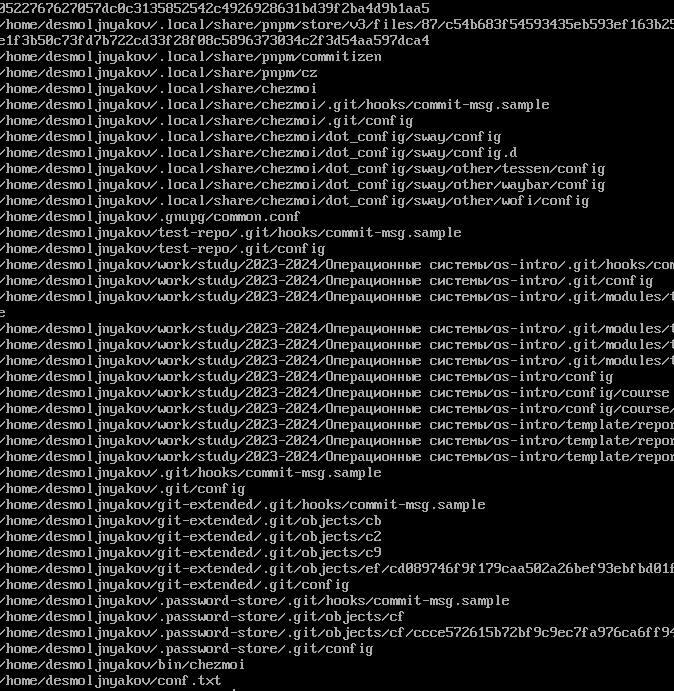 0522767627057dc0c3135852542c4926928631bd39f2ba4d9b1aa5
/home/desmoljnyakov/.local/share/pnpm/store/v3/files/87/c54b683f54593435eb593ef163b25
e1f3b50c73fd7b722cd33f28f08c5896373034c2f3d54aa597dca4
/home/desmoljnyakov/.local/share/pnpm/commitizen
/home/desmoljnyakov/.local/share/pnpm/cz
/home/desmoljnyakov/.local/share/chezmoi
/home/desmoljnyakov/.local/share/chezmoi/.git/hooks/commit-msg.sample
/home/desmoljnyakov/.local/share/chezmoi/.git/config
/home/desmoljnyakov/.local/share/chezmoi/dot_config/sway/config
/home/desmoljnyakov/.local/share/chezmoi/dot_config/sway/config.d
/home/desmoljnyakov/.local/share/chezmoi/dot_config/sway/other/tessen/config
/home/desmoljnyakov/.local/share/chezmoi/dot_config/sway/other/waybar/config
/home/desmoljnyakov/.local/share/chezmoi/dot_config/sway/other/wofi/config
/home/desmoljnyakov/.gnupg/common.conf
/home/desmoljnyakov/test-repo/.git/hooks/commit-msg.sample
/home/desmoljnyakov/test-repo/.git/config
/home/desmoljnyakov/work/study/2023-2024/Операционные системы/os-intro/.git/hooks/com
/home/desmoljnyakov/work/study/2023-2024/Операционные системы/os-intro/.git/config
/home/desmoljnyakov/work/study/2023-2024/Операционные системы/os-intro/.git/modules/t
e
/home/desmoljnyakov/work/study/2023-2024/Операционные системы/os-intro/.git/modules/t
/home/desmoljnyakov/work/study/2023-2024/Операционные системы/os-intro/.git/modules/t
/home/desmoljnyakov/work/study/2023-2024/Операционные системы/os-intro/.git/modules/t
/home/desmoljnyakov/work/study/2023-2024/Операционные системы/os-intro/config
/home/desmoljnyakov/work/study/2023-2024/Операционные системы/os-intro/config/course
/home/desmoljnyakov/work/study/2023-2024/Операционные системы/os-intro/config/course/
/home/desmoljnyakov/work/study/2023-2024/Операционные системы/os-intro/template/repor
/home/desmoljnyakov/work/study/2023-2024/Операционные системы/os-intro/template/repor
/home/desmoljnyakov/work/study/2023-2024/Операционные системы/os-intro/template/repor
/home/desmoljnyakov/.git/hooks/commit-msg.sample
/home/desmoljnyakov/.git/config
/home/desmoljnyakov/git-extended/.git/hooks/commit-msg.sample
/home/desmoljnyakov/git-extended/.git/objects/cb
/home/desmoljnyakov/git-extended/.git/objects/c2
/home/desmoljnyakov/git-extended/.git/objects/c9
/home/desmoljnyakov/git-extended/.git/objects/ef/cd089746f9f179caa502a26bef93ebfbd01f
/home/desmoljnyakov/git-extended/.git/config
/home/desmoljnyakov/.password-store/.git/hooks/commit-msg.sample
/home/desmoljnyakov/.password-store/.git/objects/cf
/home/desmoljnyakov/.password-store/.git/objects/cf/ccce572615b72bf9c9ec7fa976ca6ff94
/home/desmoljnyakov/.password-store/.git/config
/home/desmoljnyakov/bin/chezmoi
/home/desmoljnyakov/conf.txt